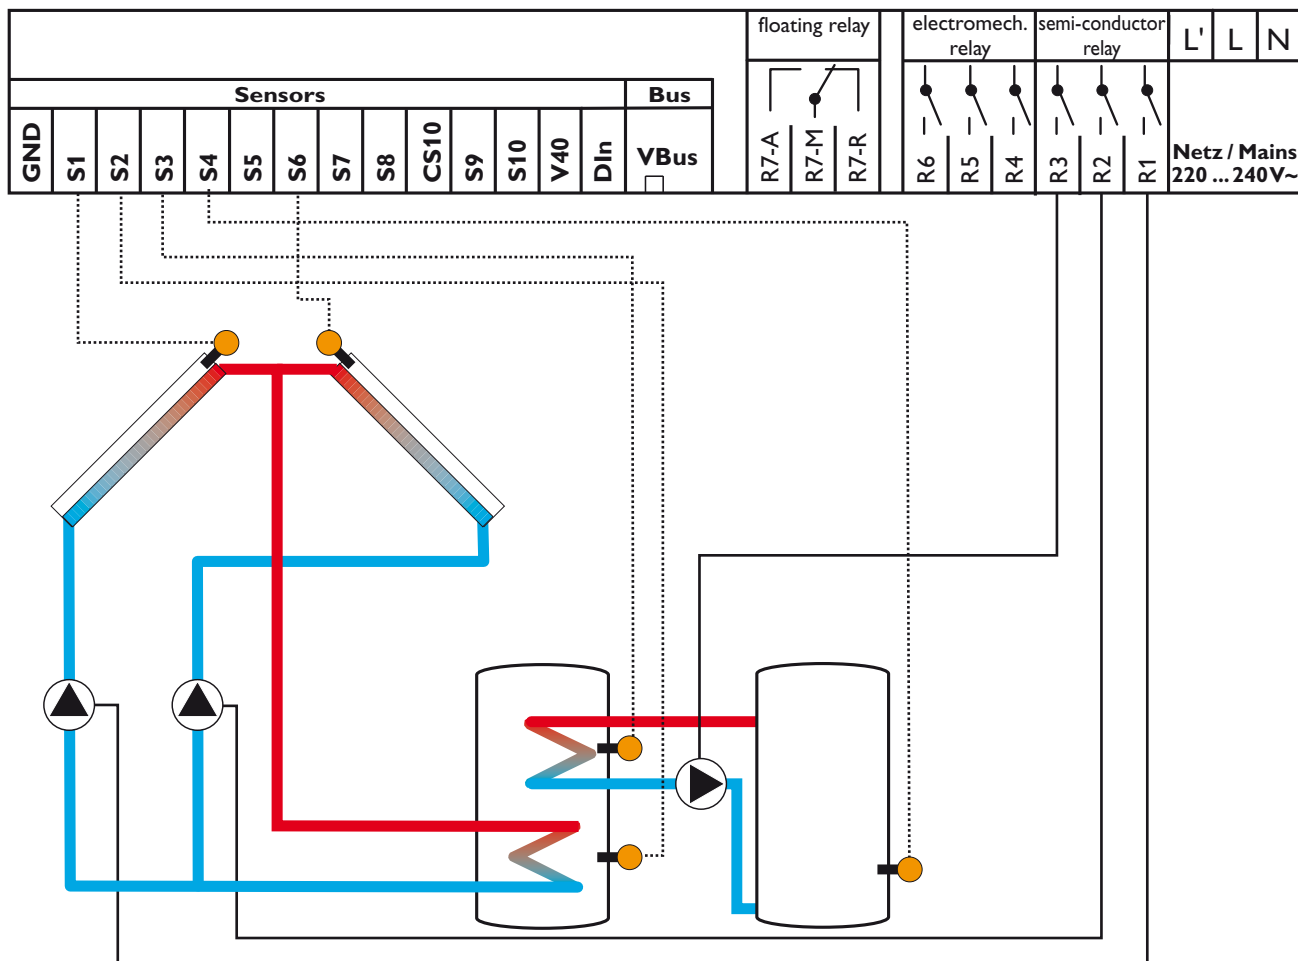 floating relay
electromech.
relay
semi-conductor
relay
L'
L
N
Sensors
Bus
GND
S1
S2
S3
S4
S5
S6
S7
S8
CS10
S9
S10
V40
DIn
VBus
R7-A
R7-M
R7-R
R6
R5
R4
R3
R2
R1
Netz / Mains
220 ... 240 V~